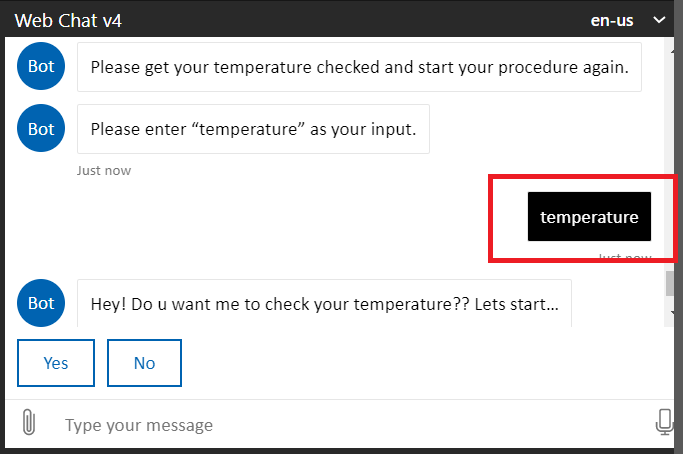 Web Chat v4 en-us
Bot Please get your temperature checked and start your procedure again.
Bot Please enter “temperature” as your input.
Just now
temperature
Just now
Bot Hey! Do u want me to check your temperature?? Lets start...
Yes No
Type your message